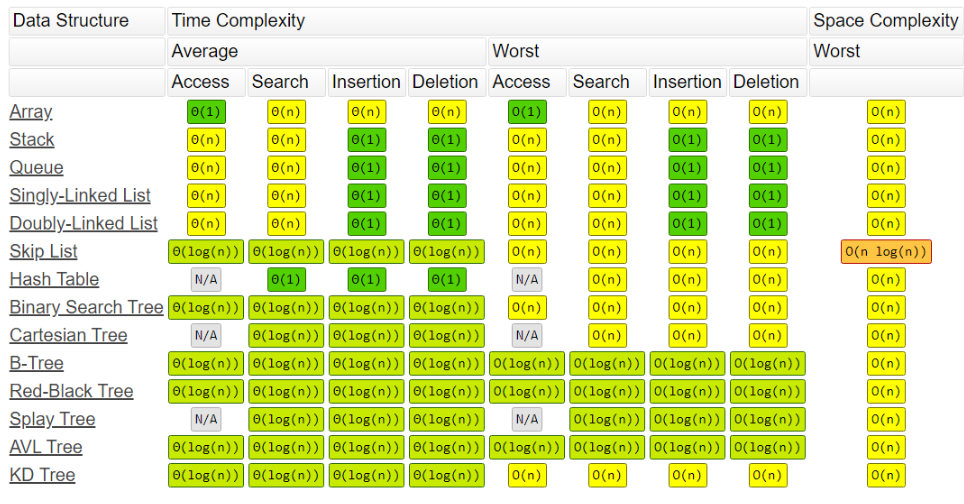 Data Structure Time Complexity Space Complexity
Average Worst Worst
Access Search Insertion Deletion Access Search Insertion Deletion
Array Θ(1) Θ(n) Θ(n) Θ(n) O(1) O(n) O(n) O(n) O(n)
Stack Θ(n) Θ(n) Θ(1) Θ(1) O(n) O(n) O(1) O(1) O(n)
Queue Θ(n) Θ(n) Θ(1) Θ(1) O(n) O(n) O(1) O(1) O(n)
Singly-Linked List Θ(n) Θ(n) Θ(1) Θ(1) O(n) O(n) O(1) O(1) O(n)
Doubly-Linked List Θ(n) Θ(n) Θ(1) Θ(1) O(n) O(n) O(1) O(1) O(n)
Skip List Θ(log(n)) Θ(log(n)) Θ(log(n)) Θ(log(n)) O(n) O(n) O(n) O(n) O(n log(n))
Hash Table N/A Θ(1) Θ(1) Θ(1) N/A O(n) O(n) O(n) O(n)
Binary Search Tree Θ(log(n)) Θ(log(n)) Θ(log(n)) Θ(log(n)) O(n) O(n) O(n) O(n) O(n)
Cartesian Tree N/A Θ(log(n)) Θ(log(n)) Θ(log(n)) N/A O(n) O(n) O(n) O(n)
B-Tree Θ(log(n)) Θ(log(n)) Θ(log(n)) Θ(log(n)) O(log(n)) O(log(n)) O(log(n)) O(log(n)) O(n)
Red-Black Tree Θ(log(n)) Θ(log(n)) Θ(log(n)) Θ(log(n)) O(log(n)) O(log(n)) O(log(n)) O(log(n)) O(n)
Splay Tree N/A Θ(log(n)) Θ(log(n)) Θ(log(n)) N/A O(log(n)) O(log(n)) O(log(n)) O(n)
AVL Tree Θ(log(n)) Θ(log(n)) Θ(log(n)) Θ(log(n)) O(log(n)) O(log(n)) O(log(n)) O(log(n)) O(n)
KD Tree Θ(log(n)) Θ(log(n)) Θ(log(n)) Θ(log(n)) O(n) O(n) O(n) O(n) O(n)